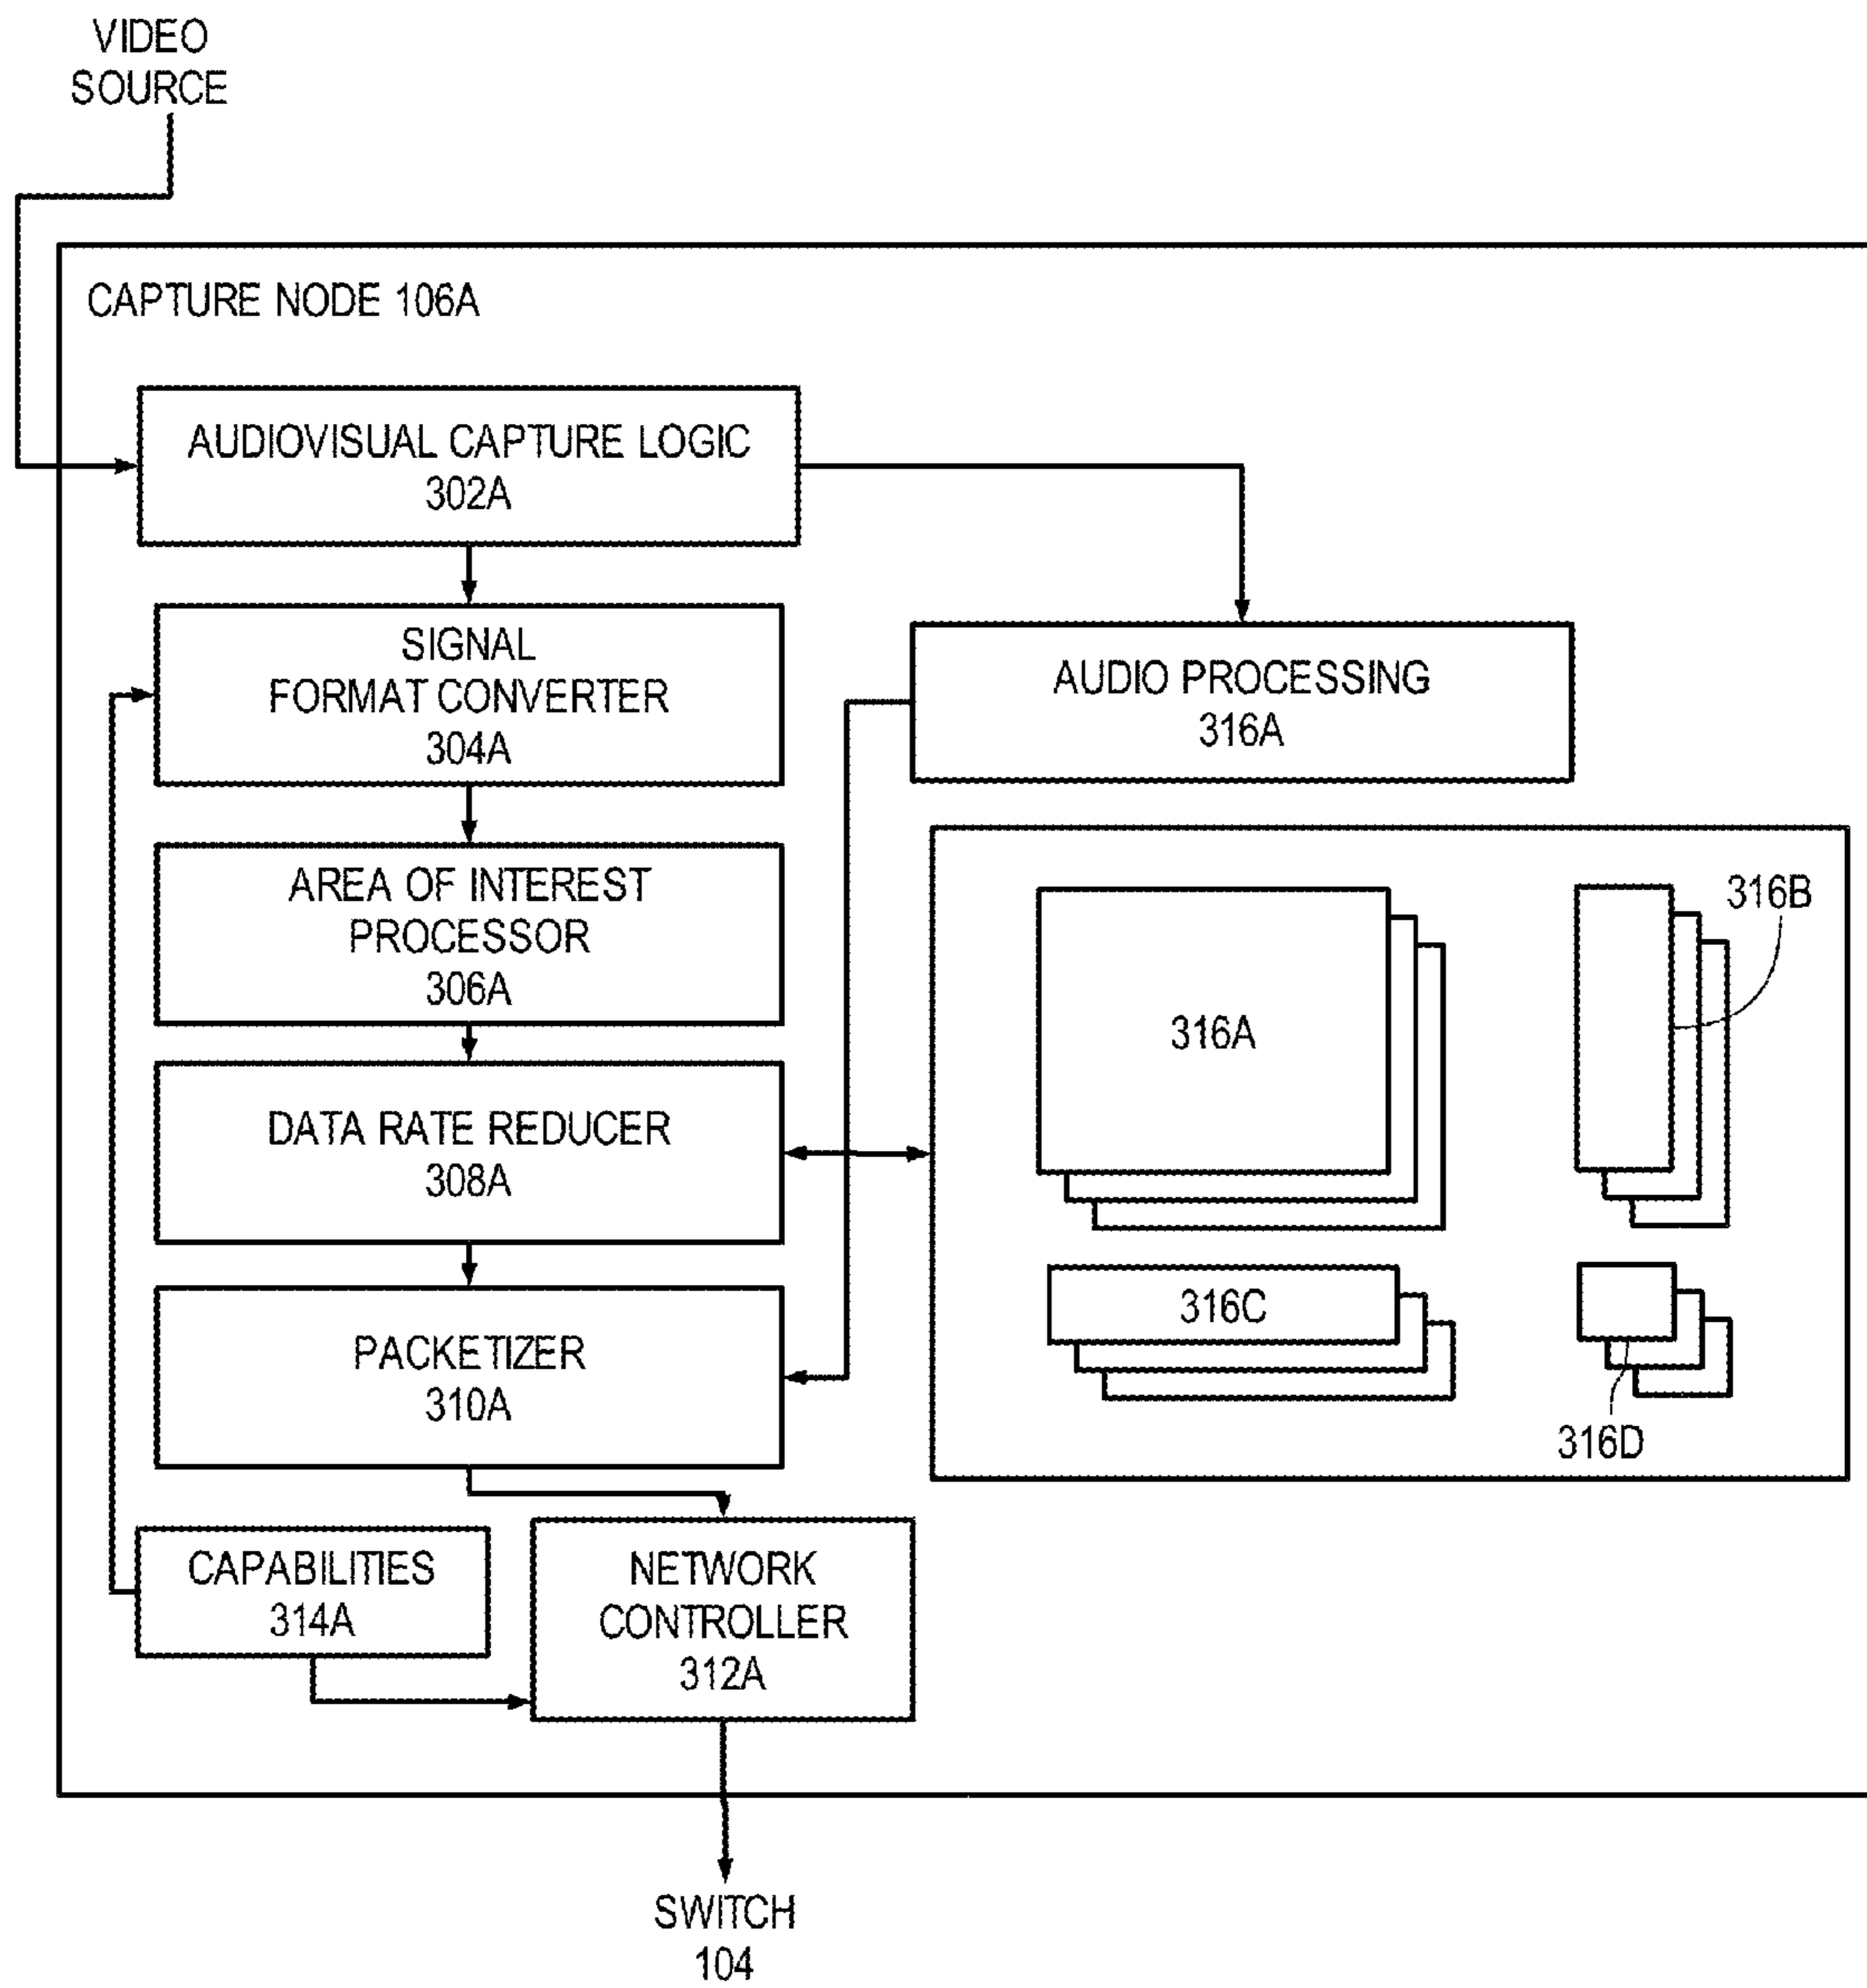 VIDEO
SOURCE
CAPTURE NODE 106A
AUDIOVISUAL CAPTURE LOGIC
302A
SIGNAL
FORMAT CONVERTER
304A
AUDIO PROCESSING
316A
AREA OF INTEREST
PROCESSOR
306A
316A
316B
DATA RATE REDUCER
308A
316C
316D
PACKETIZER
310A
CAPABILITIES
314A
NETWORK
CONTROLLER
312A
SWITCH
104